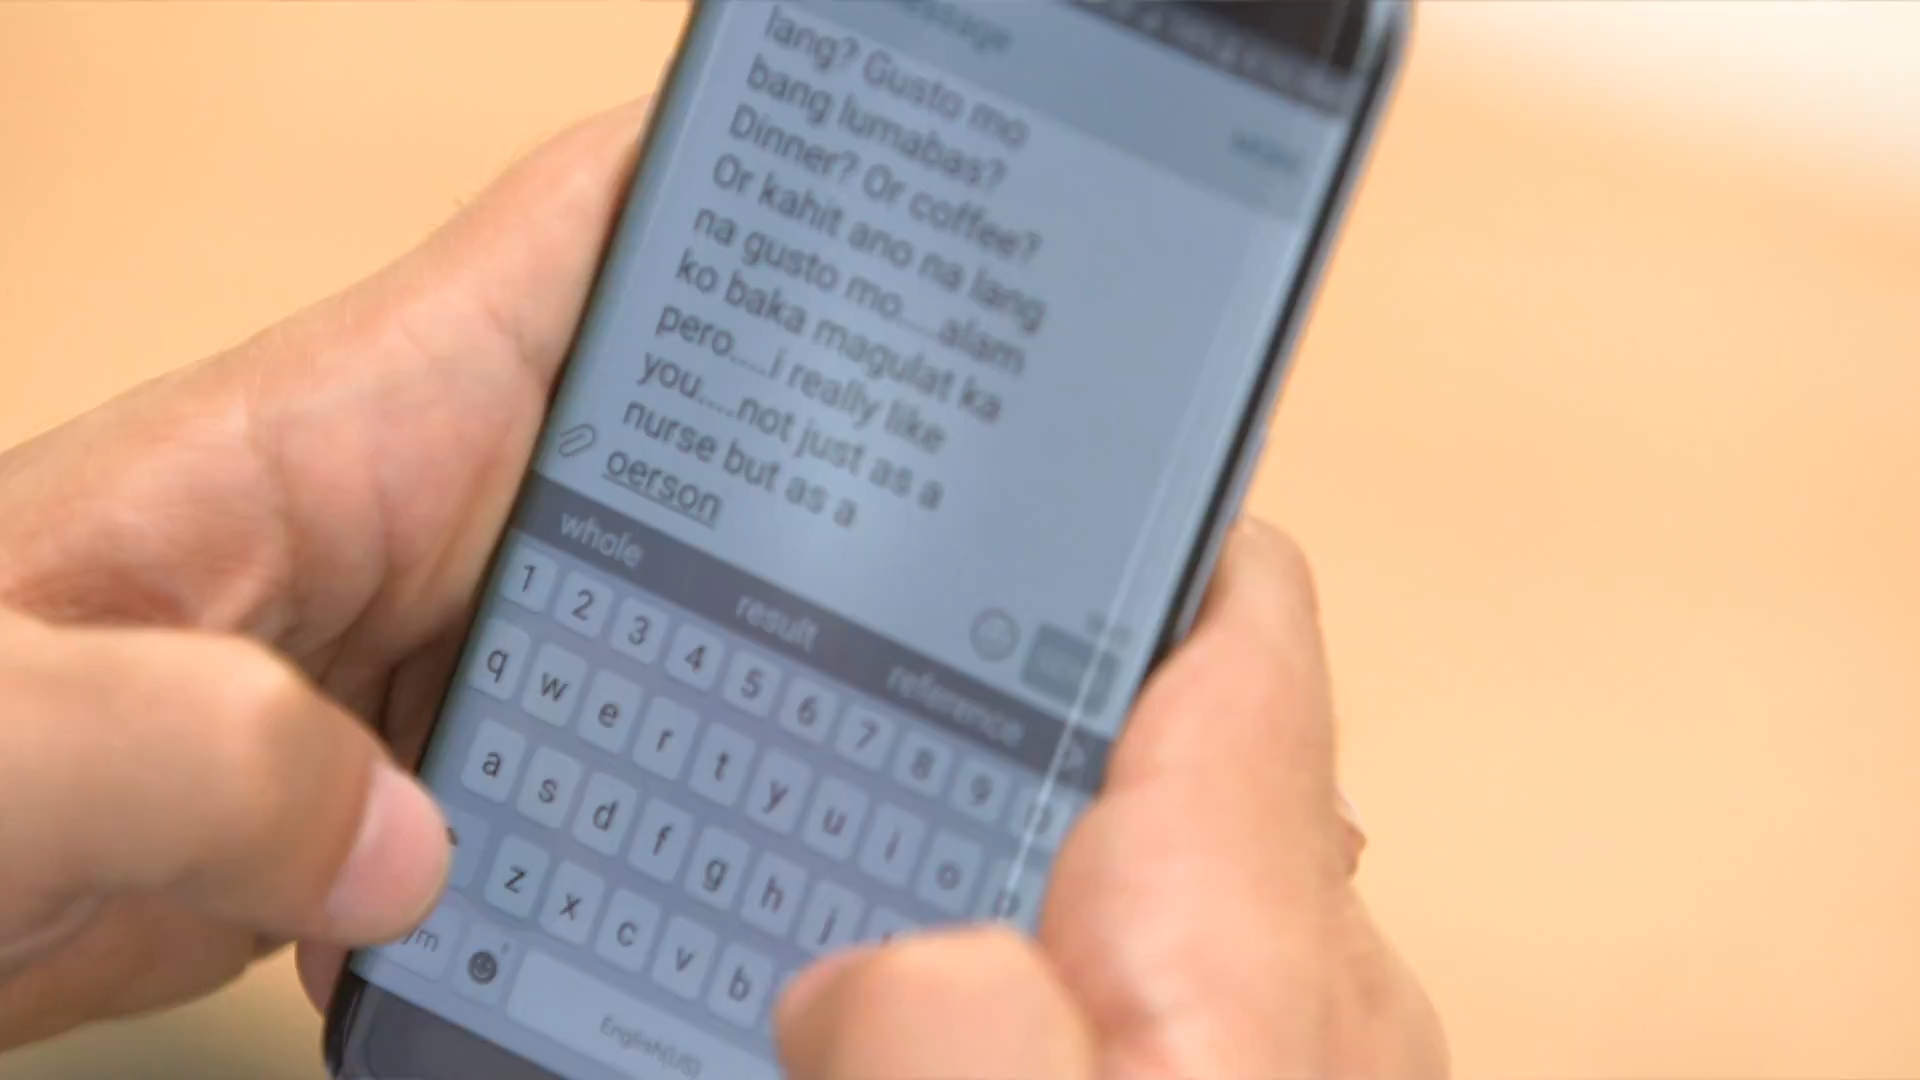 lang? Gusto mo
bang lumabas?
Dinner? Or coffee?
Or kahit ano na lang
na gusto mo....alam
ko baka magulat ka
pero.....i really like
you....not just as a
nurse but as a
oerson
whole result reference
1 2 3 4 5 6 7 8 9 0
q w e r t y u i o p
a s d f g h j
z x c v b
English(US)